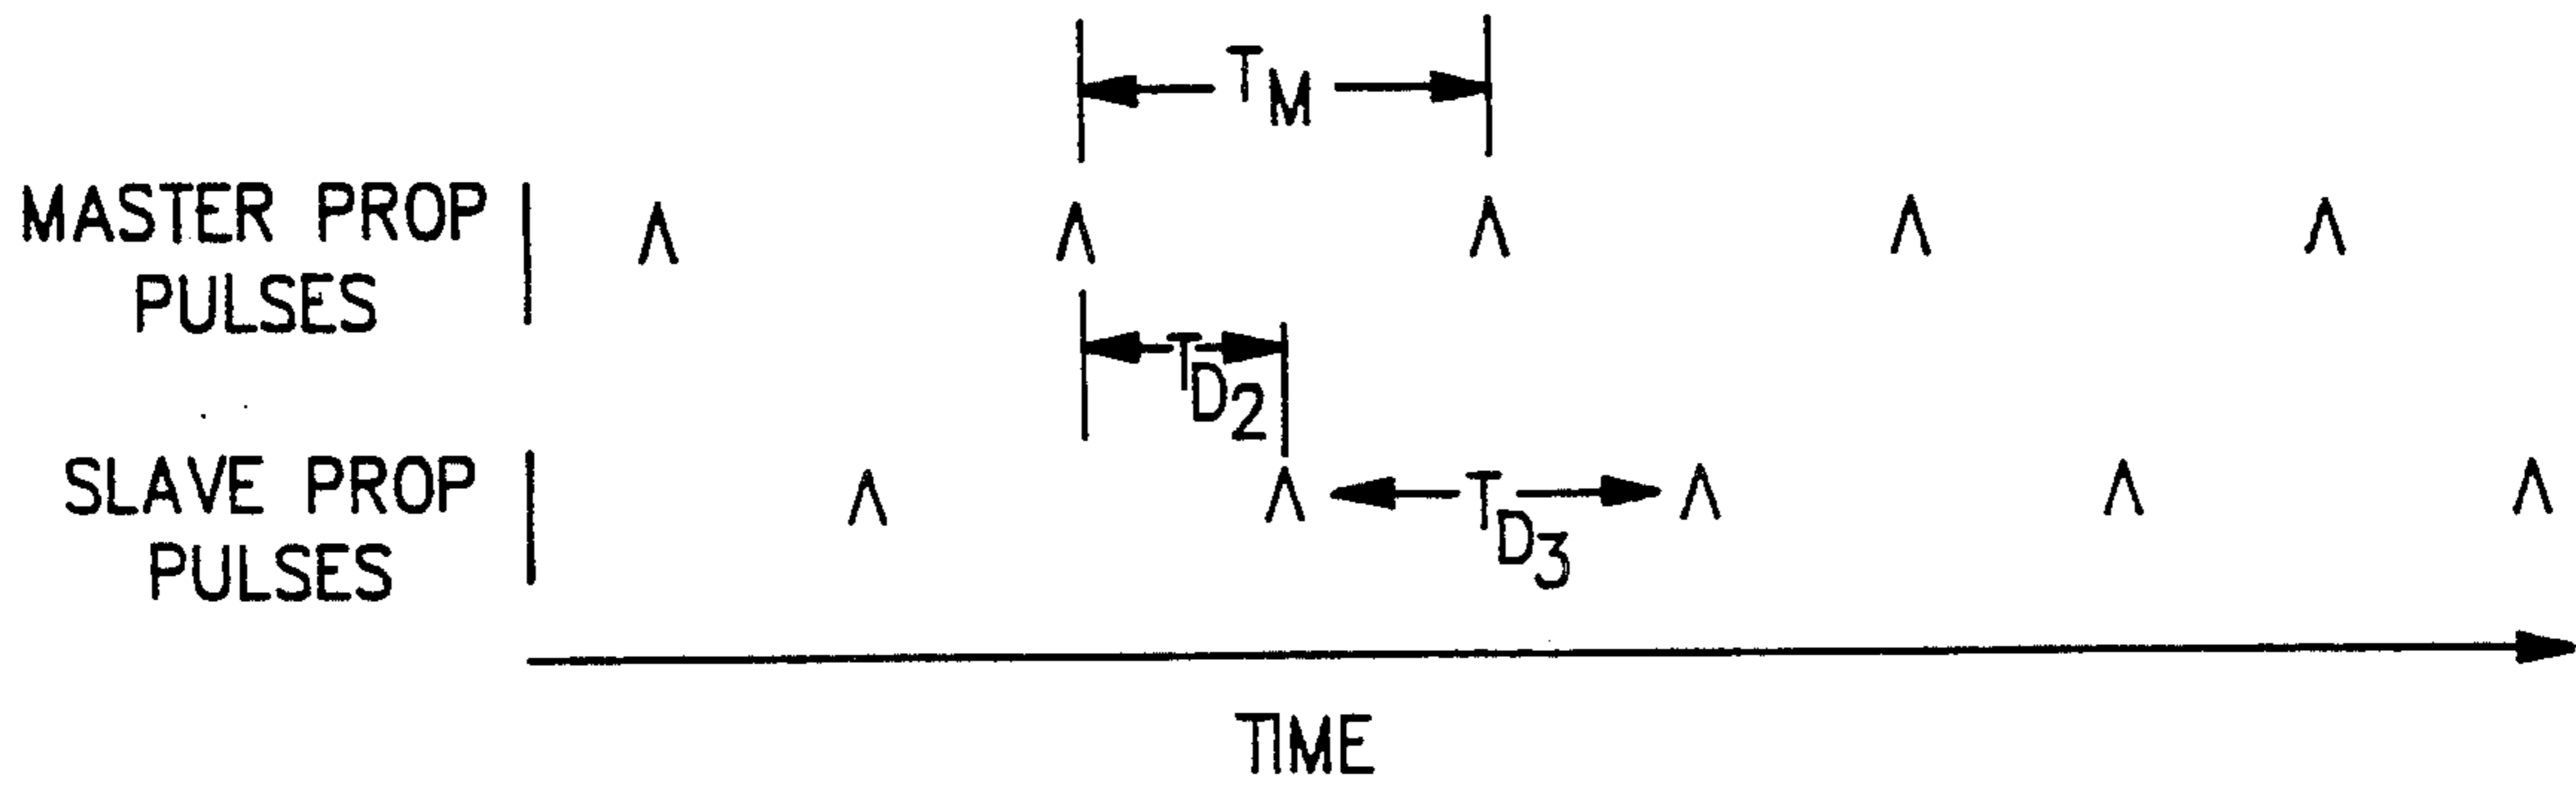 T_M
MASTER PROP
PULSES
T_D2
SLAVE PROP
PULSES
T_D3
TIME